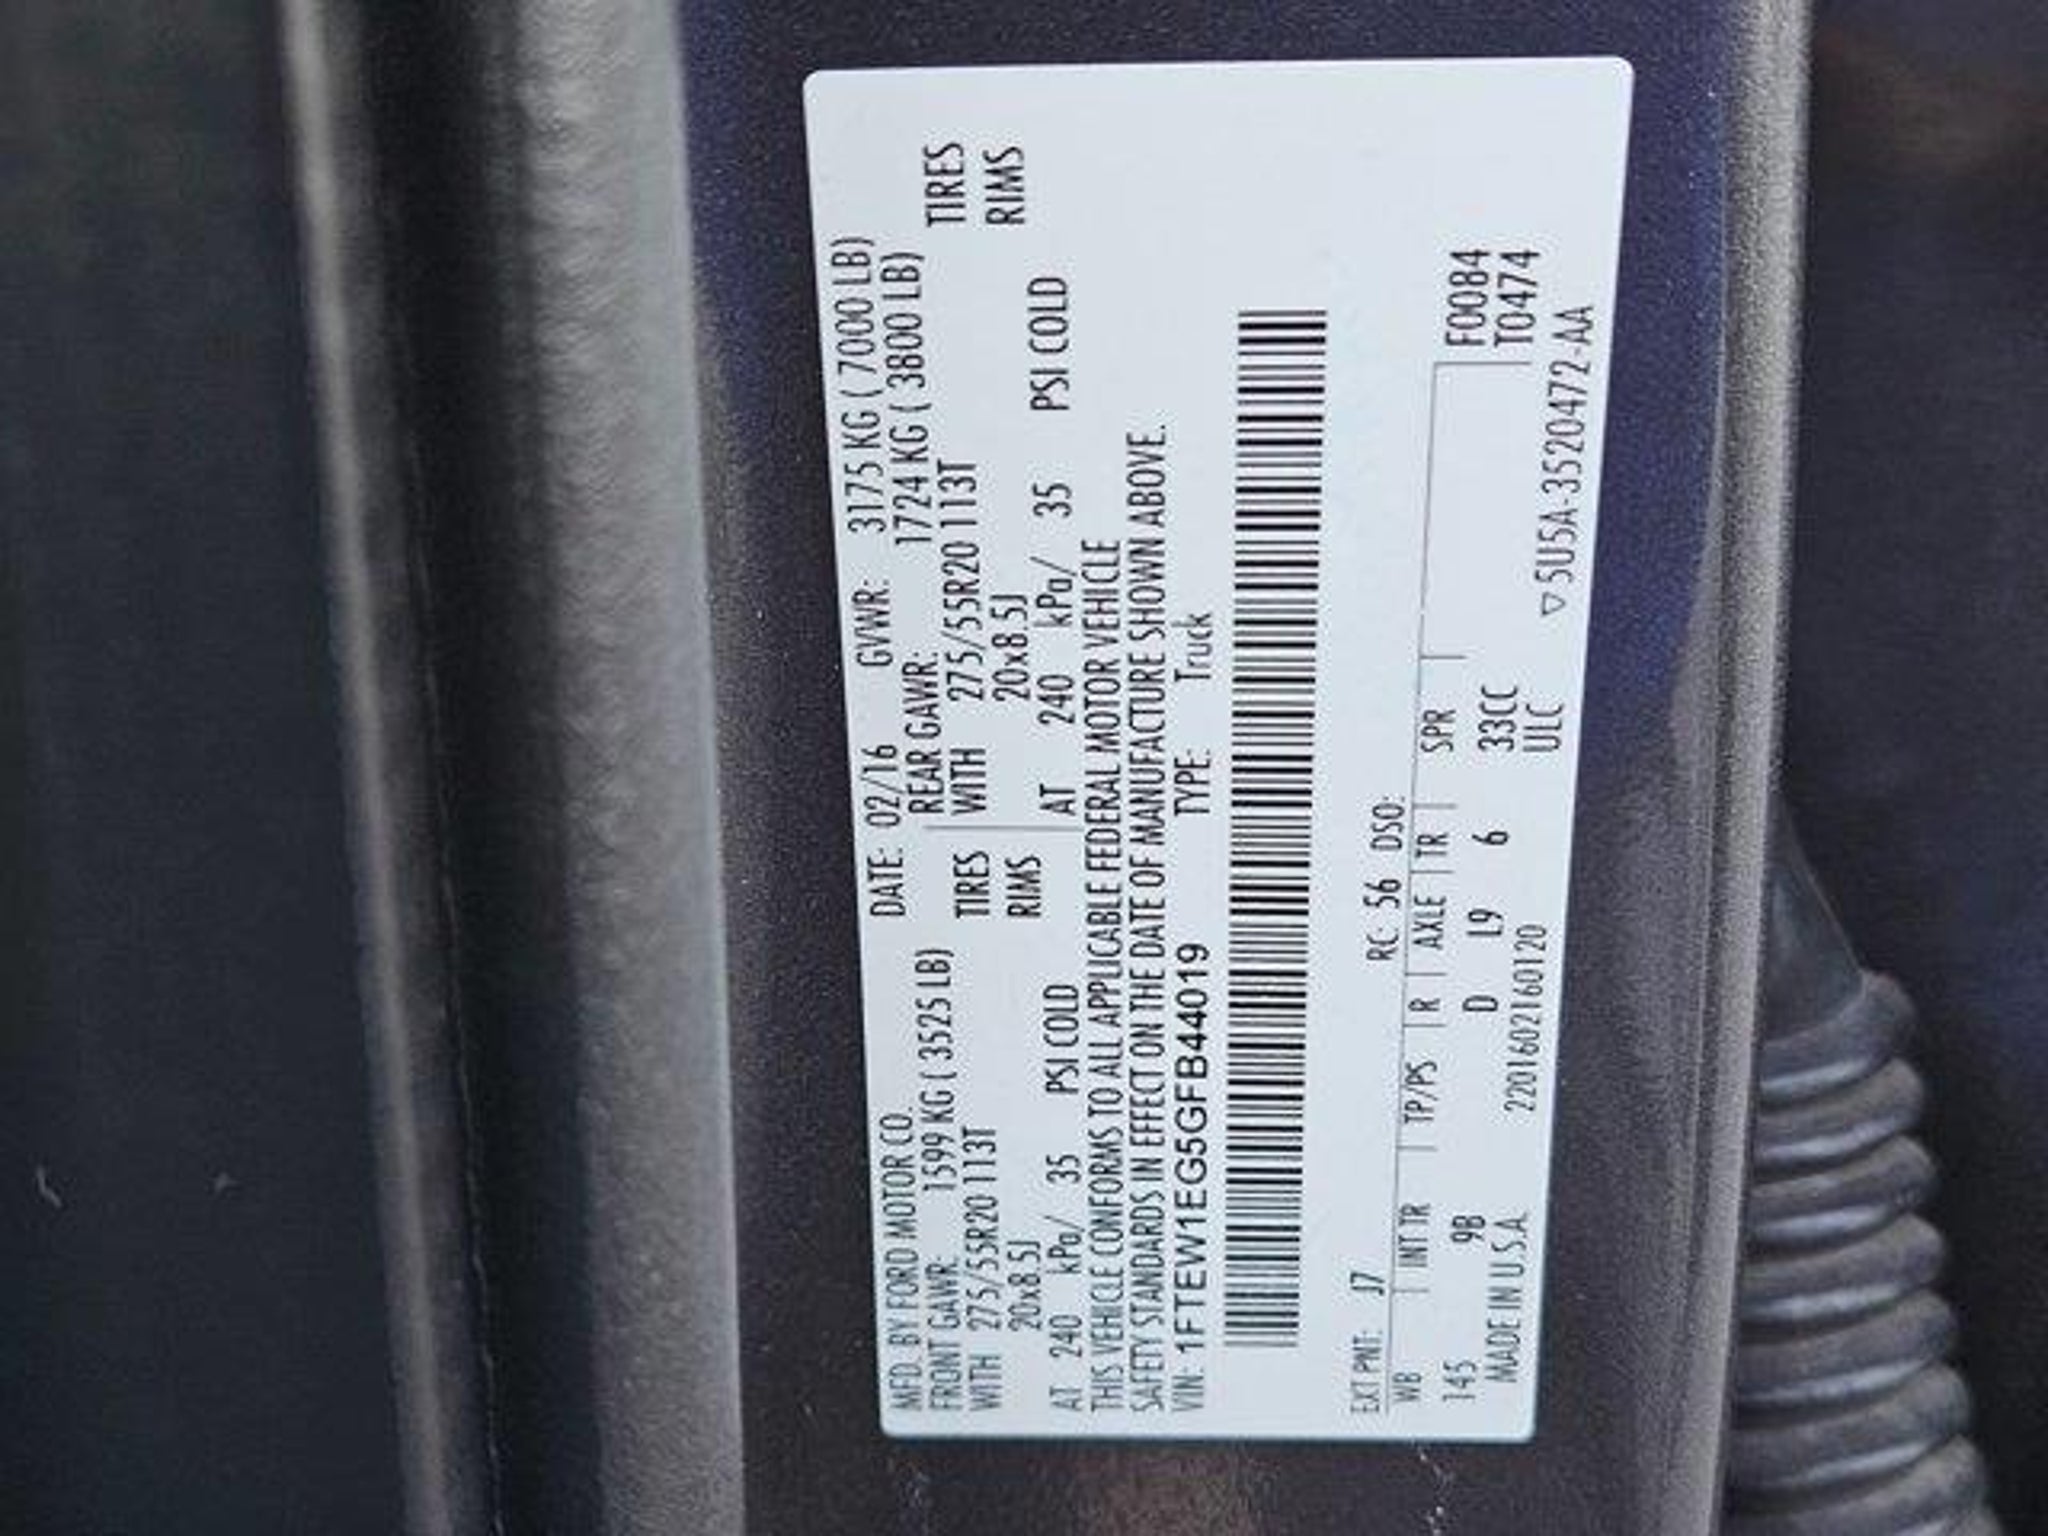 MFD. BY FORD MOTOR CO. DATE: 02/16 GVWR: 3175 KG ( 7000 LB)
FRONT GAWR: 1599 KG ( 3525 LB) REAR GAWR: 1724 KG ( 3800 LB)
WITH 275/55R20 113T TIRES WITH 275/55R20 113T TIRES
20x8.5J RIMS 20x8.5J RIMS
AT 240 kPa/ 35 PSI COLD AT 240 kPa/ 35 PSI COLD
THIS VEHICLE CONFORMS TO ALL APPLICABLE FEDERAL MOTOR VEHICLE
SAFETY STANDARDS IN EFFECT ON THE DATE OF MANUFACTURE SHOWN ABOVE.
VIN: 1FTEW1EG5GFB44019 TYPE: Truck
EXT PNT: J7 RC: 56 DSO:
WB INT TR TP/PS R AXLE TR SPR F0084
145 9B D L9 6 33CC T0474
MADE IN U.S.A. 2201602160120 ULC
▽ 5U5A-3520472-AA